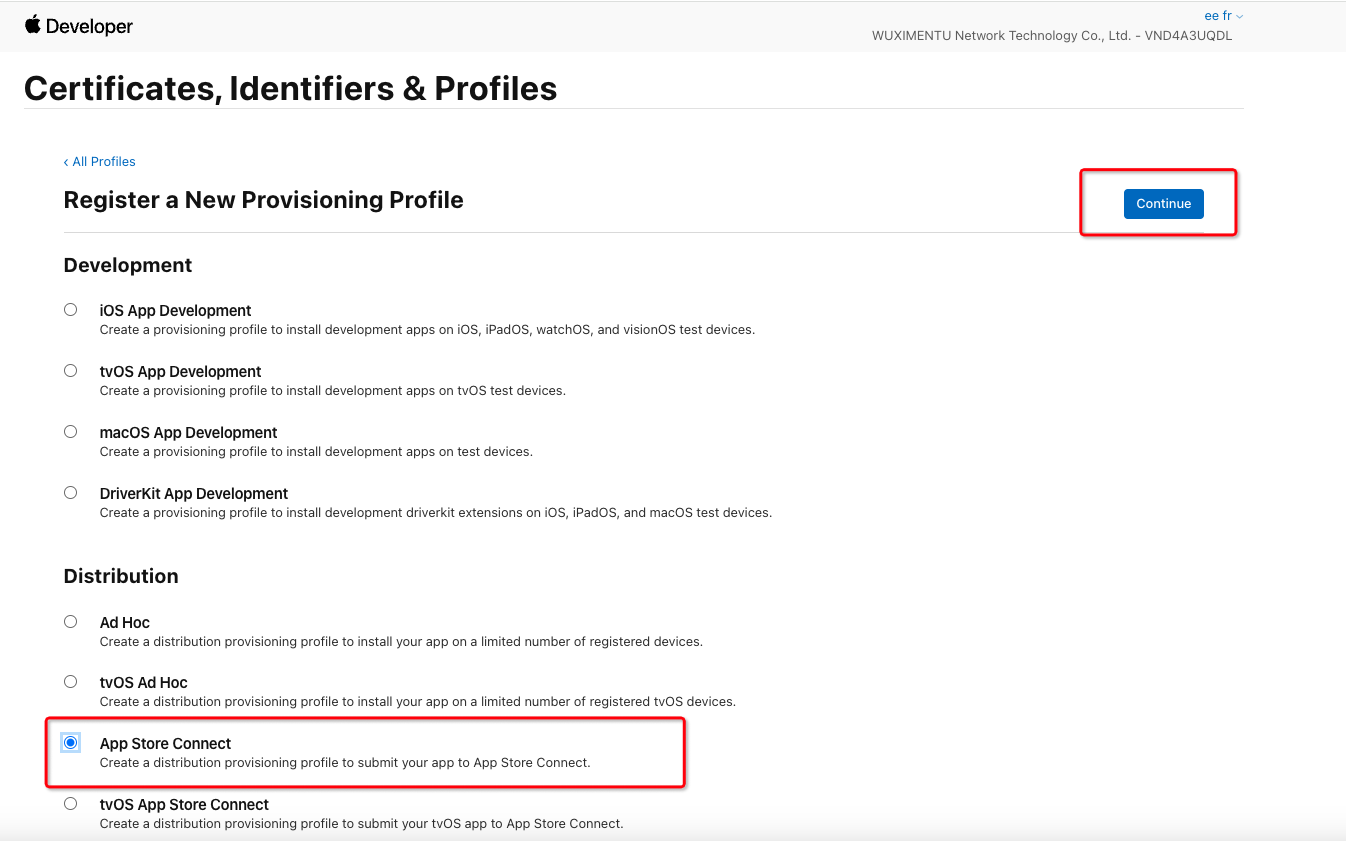 Developer
ee fr
WUXIMENTU Network Technology Co., Ltd. - VND4A3UQDL
Certificates, Identifiers & Profiles
‹ All Profiles
Register a New Provisioning Profile
Continue
Development
iOS App Development
Create a provisioning profile to install development apps on iOS, iPadOS, watchOS, and visionOS test devices.
tvOS App Development
Create a provisioning profile to install development apps on tvOS test devices.
macOS App Development
Create a provisioning profile to install development apps on test devices.
DriverKit App Development
Create a provisioning profile to install development driverkit extensions on iOS, iPadOS, and macOS test devices.
Distribution
Ad Hoc
Create a distribution provisioning profile to install your app on a limited number of registered devices.
tvOS Ad Hoc
Create a distribution provisioning profile to install your app on a limited number of registered tvOS devices.
App Store Connect
Create a distribution provisioning profile to submit your app to App Store Connect.
tvOS App Store Connect
Create a distribution provisioning profile to submit your tvOS app to App Store Connect.